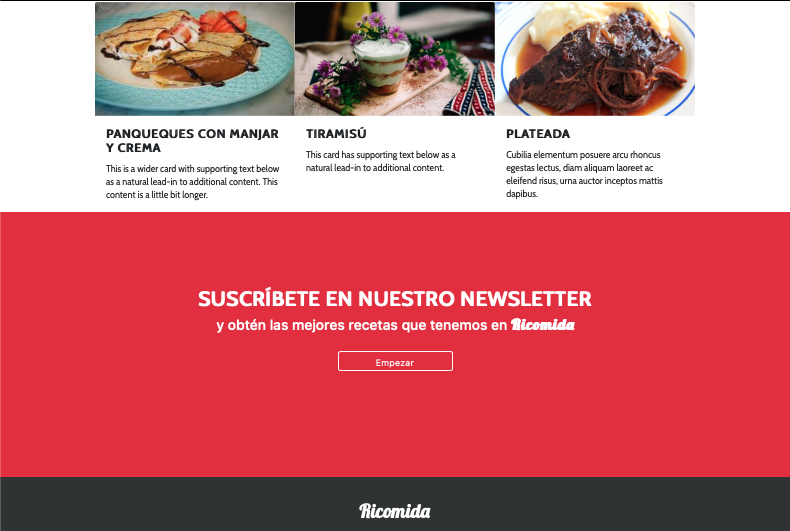 PANQUEQUES CON MANJAR
Y CREMA
This is a wider card with supporting text below
as a natural lead-in to additional content. This
content is a little bit longer.
TIRAMISÚ
This card has supporting text below as a
natural lead-in to additional content.
PLATEADA
Cubilia elementum posuere arcu rhoncus
egestas lectus, diam aliquam laoreet ac
eleifend risus, urna auctor inceptos mattis
dapibus.
SUSCRÍBETE EN NUESTRO NEWSLETTER
y obtén las mejores recetas que tenemos en Ricomida
Empezar
Ricomida